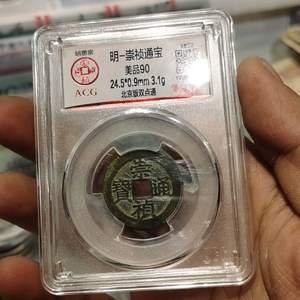 明-崇祯通宝
美品90
24.5*0.9mm 3.1g
北京版双点通
ACG
崇
寶 通
祯